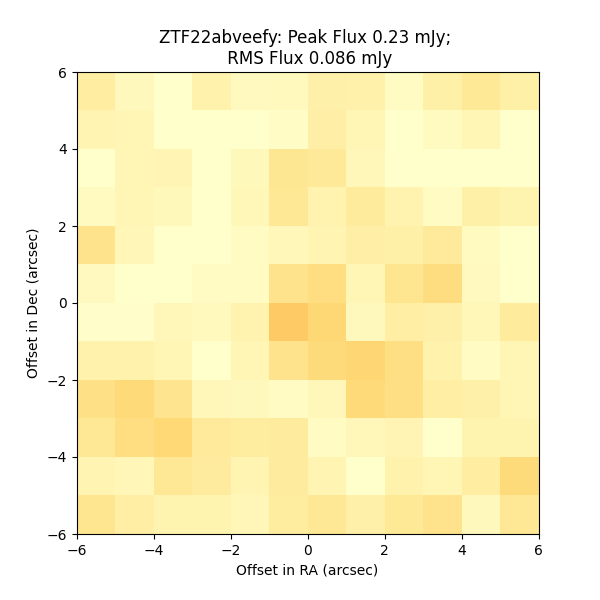 ZTF22abveefy: Peak Flux 0.23 mJy;
RMS Flux 0.086 mJy
6
4
2
0
−2
−4
−6
Offset in Dec (arcsec)
−6 −4 −2 0 2 4 6
Offset in RA (arcsec)